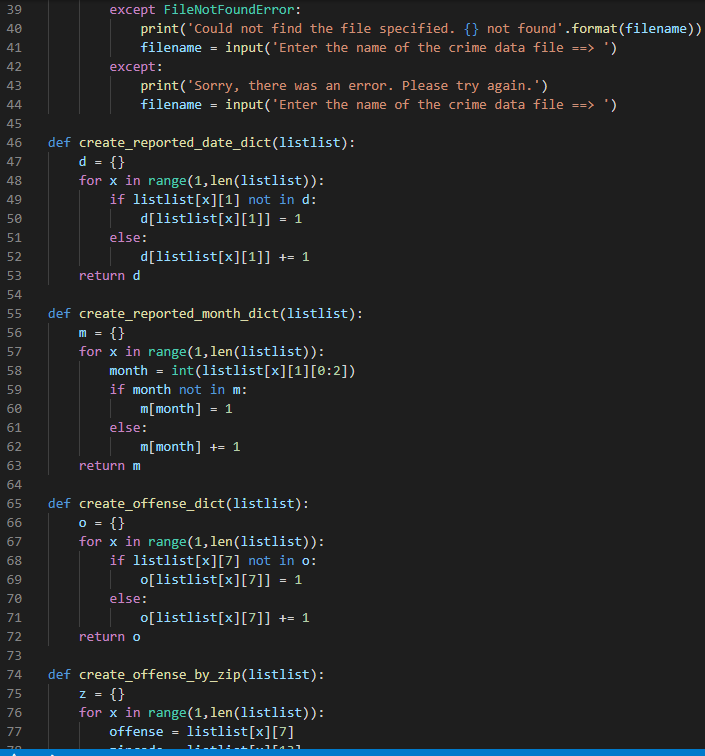 39 except FileNotFoundError:
40 print('Could not find the file specified. {} not found'.format(filename))
41 filename = input('Enter the name of the crime data file ==> ')
42 except:
43 print('Sorry, there was an error. Please try again.')
44 filename = input('Enter the name of the crime data file ==> ')
45
46 def create_reported_date_dict(listlist):
47 d = {}
48 for x in range(1,len(listlist)):
49 if listlist[x][1] not in d:
50 d[listlist[x][1]] = 1
51 else:
52 d[listlist[x][1]] += 1
53 return d
54
55 def create_reported_month_dict(listlist):
56 m = {}
57 for x in range(1,len(listlist)):
58 month = int(listlist[x][1][0:2])
59 if month not in m:
60 m[month] = 1
61 else:
62 m[month] += 1
63 return m
64
65 def create_offense_dict(listlist):
66 o = {}
67 for x in range(1,len(listlist)):
68 if listlist[x][7] not in o:
69 o[listlist[x][7]] = 1
70 else:
71 o[listlist[x][7]] += 1
72 return o
73
74 def create_offense_by_zip(listlist):
75 z = {}
76 for x in range(1,len(listlist)):
77 offense = listlist[x][7]